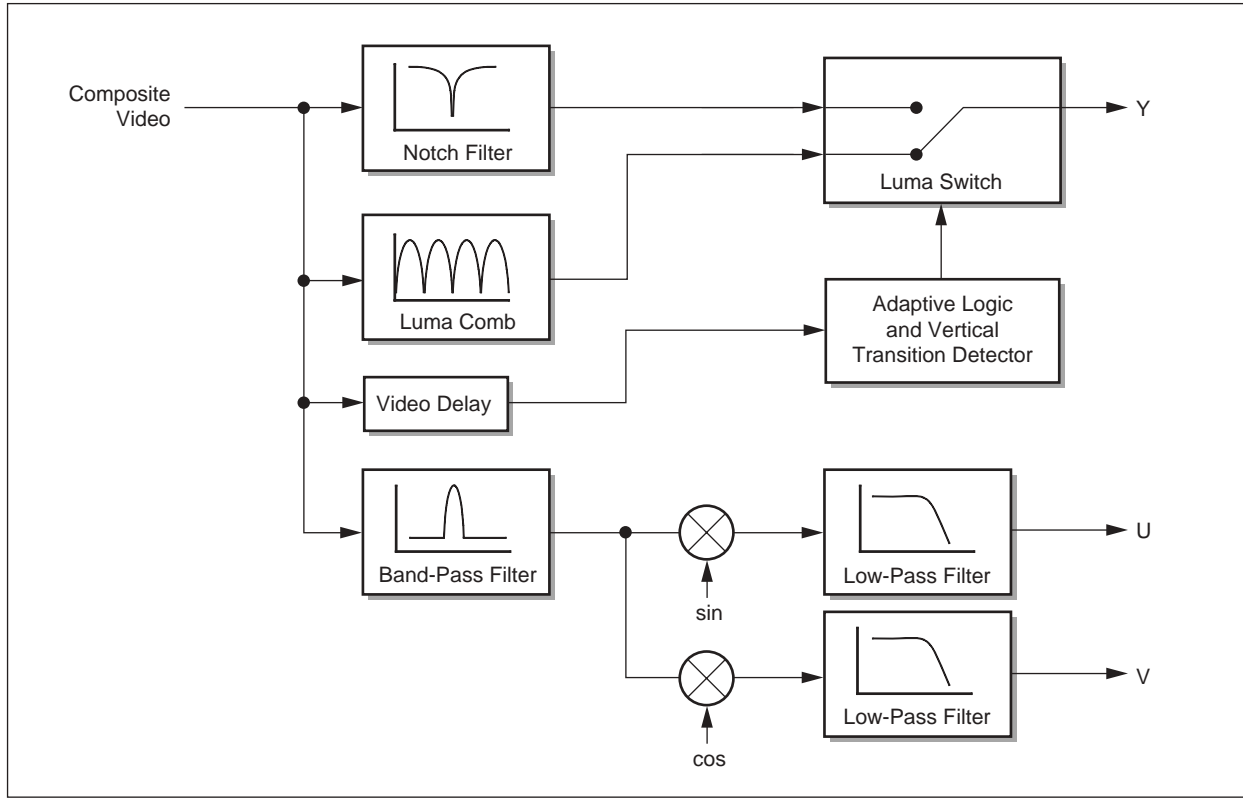 Composite
Video
Notch Filter
Luma Switch
Y
Luma Comb
Adaptive Logic
and Vertical
Transition Detector
Video Delay
Band-Pass Filter
sin
Low-Pass Filter
U
cos
Low-Pass Filter
V